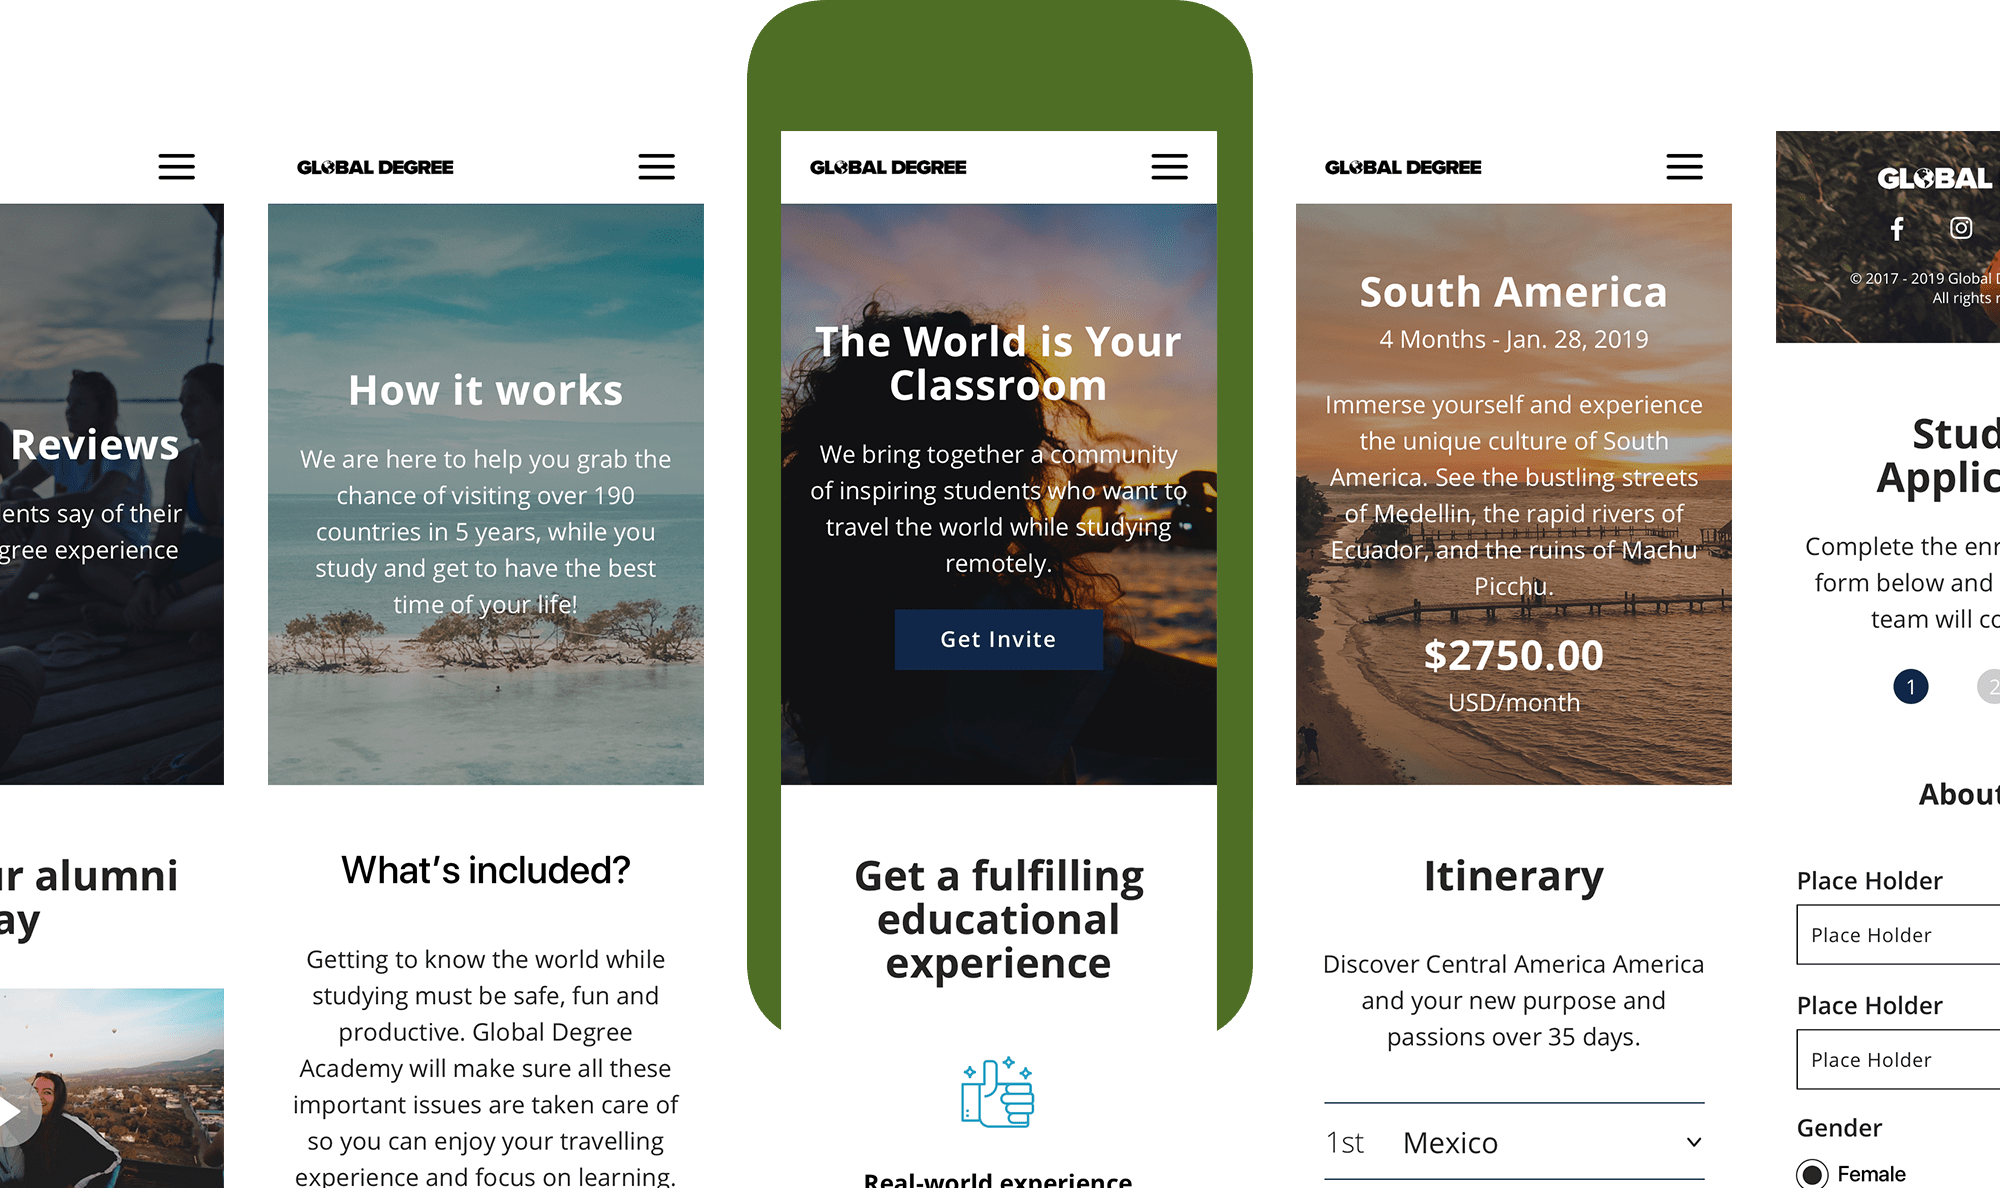 Reviews
say of their
experience
alumni
GLOBAL DEGREE
How it works
We are here to help you grab the
chance of visiting over 190
countries in 5 years, while you
study and get to have the best
time of your life!
What's included?
Getting to know the world while
studying must be safe, fun and
productive. Global Degree
Academy will make sure all these
important issues are taken care of
so you can enjoy your travelling
experience and focus on learning.
GLOBAL DEGREE
The World is Your
Classroom
We bring together a community
of inspiring students who want to
travel the world while studying
remotely.
Get Invite
Get a fulfilling
educational
experience
Real-world experience
GLOBAL DEGREE
South America
4 Months - Jan. 28, 2019
Immerse yourself and experience
the unique culture of South
America. See the bustling streets
of Medellin, the rapid rivers of
Ecuador, and the ruins of Machu
Picchu.
$2750.00
USD/month
Itinerary
Discover Central America America
and your new purpose and
passions over 35 days.
1st Mexico
GLOBAL
© 2017 - 2019 Global
All rights
Complete the
form below and
team will
1 2
About
Place Holder
Place Holder
Place Holder
Place Holder
Gender
Female